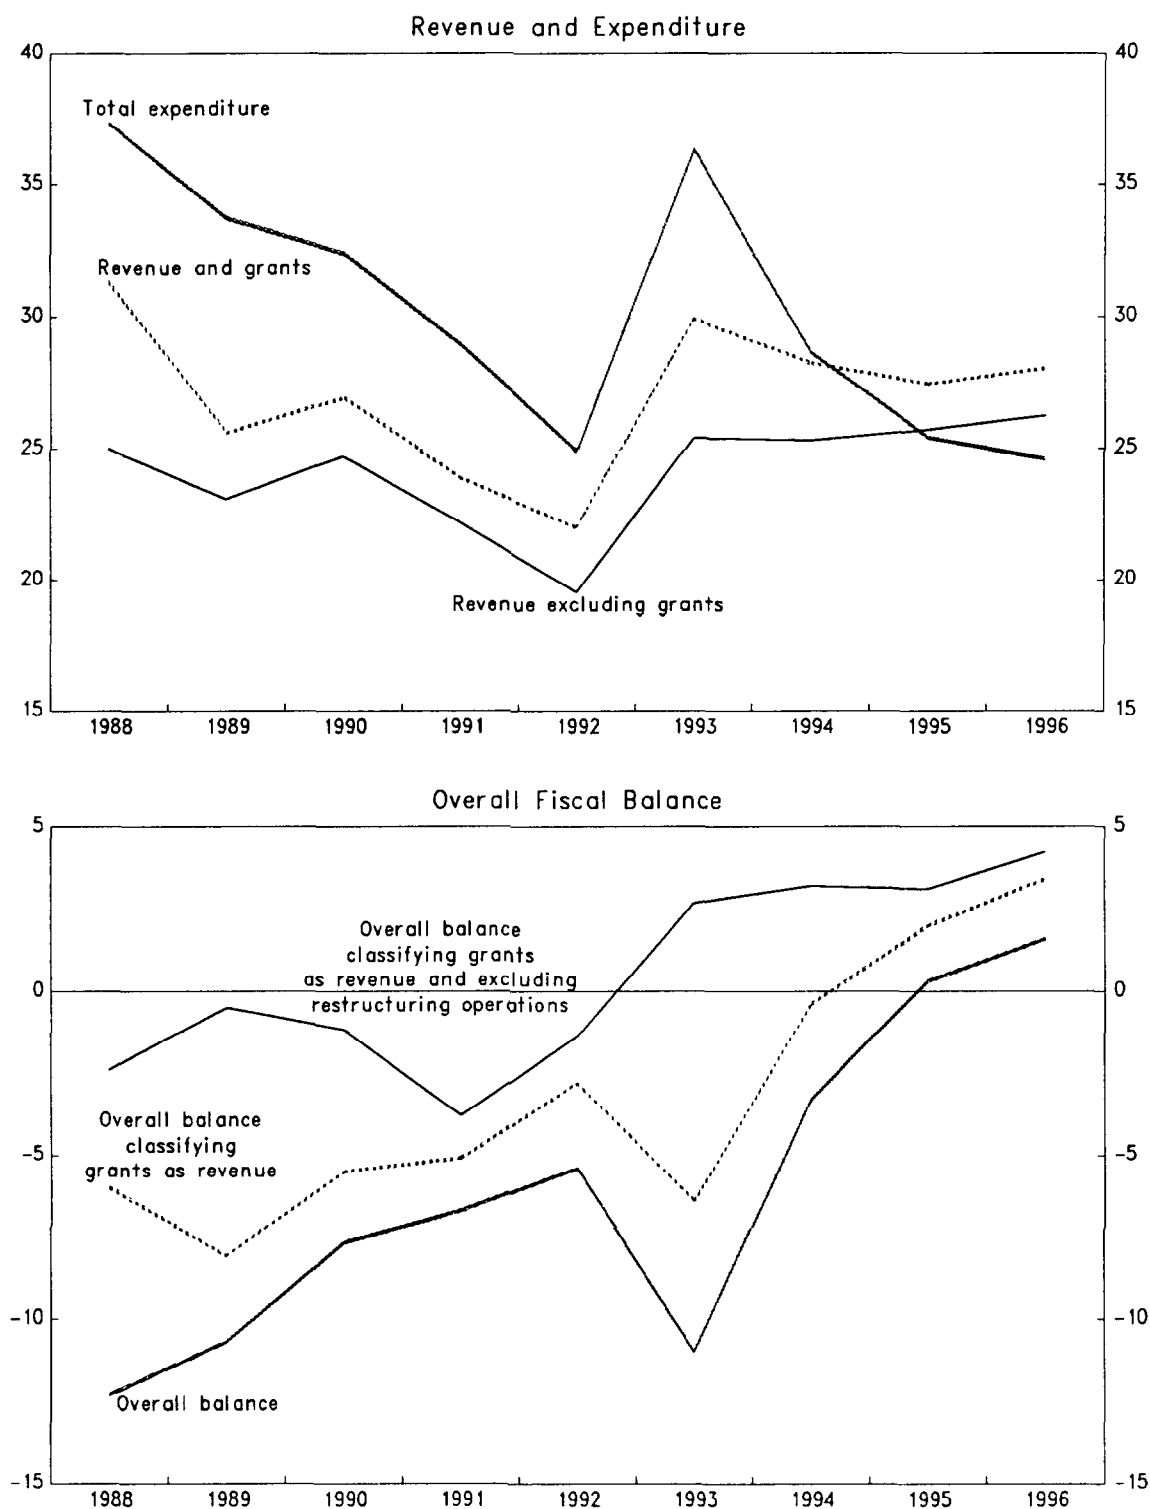 Revenue and Expenditure
40 40
Total expenditure
35 35
Revenue and grants
30 30
25 25
20 20
Revenue excluding grants
15 15
1988 1989 1990 1991 1992 1993 1994 1995 1996
Overall Fiscal Balance
5 5
Overall balance
classifying grants
as revenue and excluding
0 0
restructuring operations
Overall balance
classifying
-5 -5
grants as revenue
-10 -10
Overall balance
-15 -15
1988 1989 1990 1991 1992 1993 1994 1995 1996